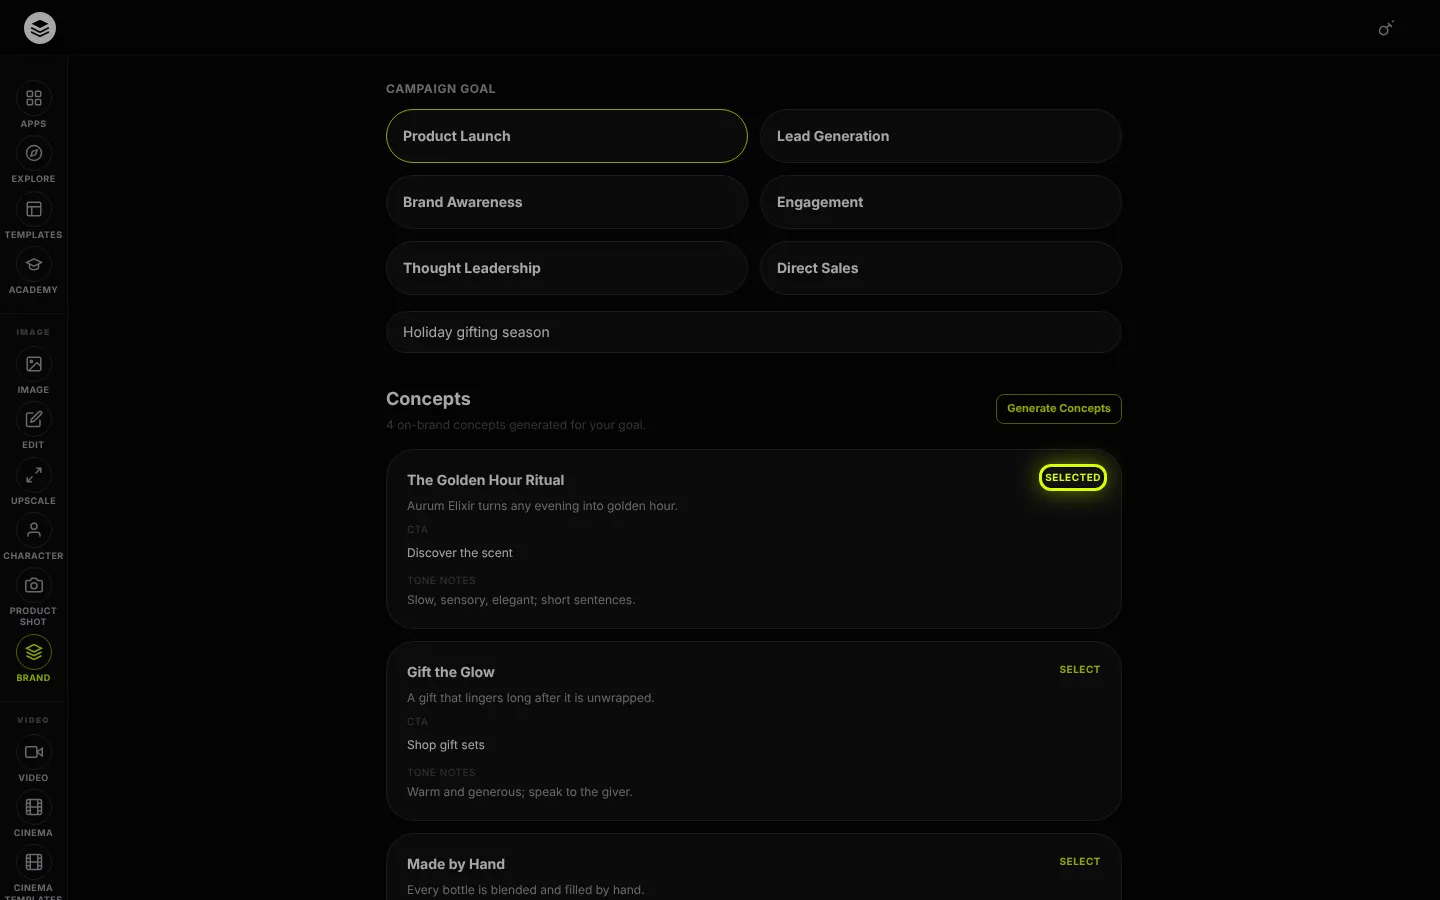 APPS
EXPLORE
TEMPLATES
ACADEMY
IMAGE
IMAGE
EDIT
UPSCALE
CHARACTER
PRODUCT
SHOT
BRAND
VIDEO
VIDEO
CINEMA
CINEMA
TEMPLATES
CAMPAIGN GOAL
Product Launch
Lead Generation
Brand Awareness
Engagement
Thought Leadership
Direct Sales
Holiday gifting season
Concepts
4 on-brand concepts generated for your goal.
Generate Concepts
The Golden Hour Ritual
SELECTED
Aurum Elixir turns any evening into golden hour.
CTA
Discover the scent
TONE NOTES
Slow, sensory, elegant; short sentences.
Gift the Glow
SELECT
A gift that lingers long after it is unwrapped.
CTA
Shop gift sets
TONE NOTES
Warm and generous; speak to the giver.
Made by Hand
SELECT
Every bottle is blended and filled by hand.